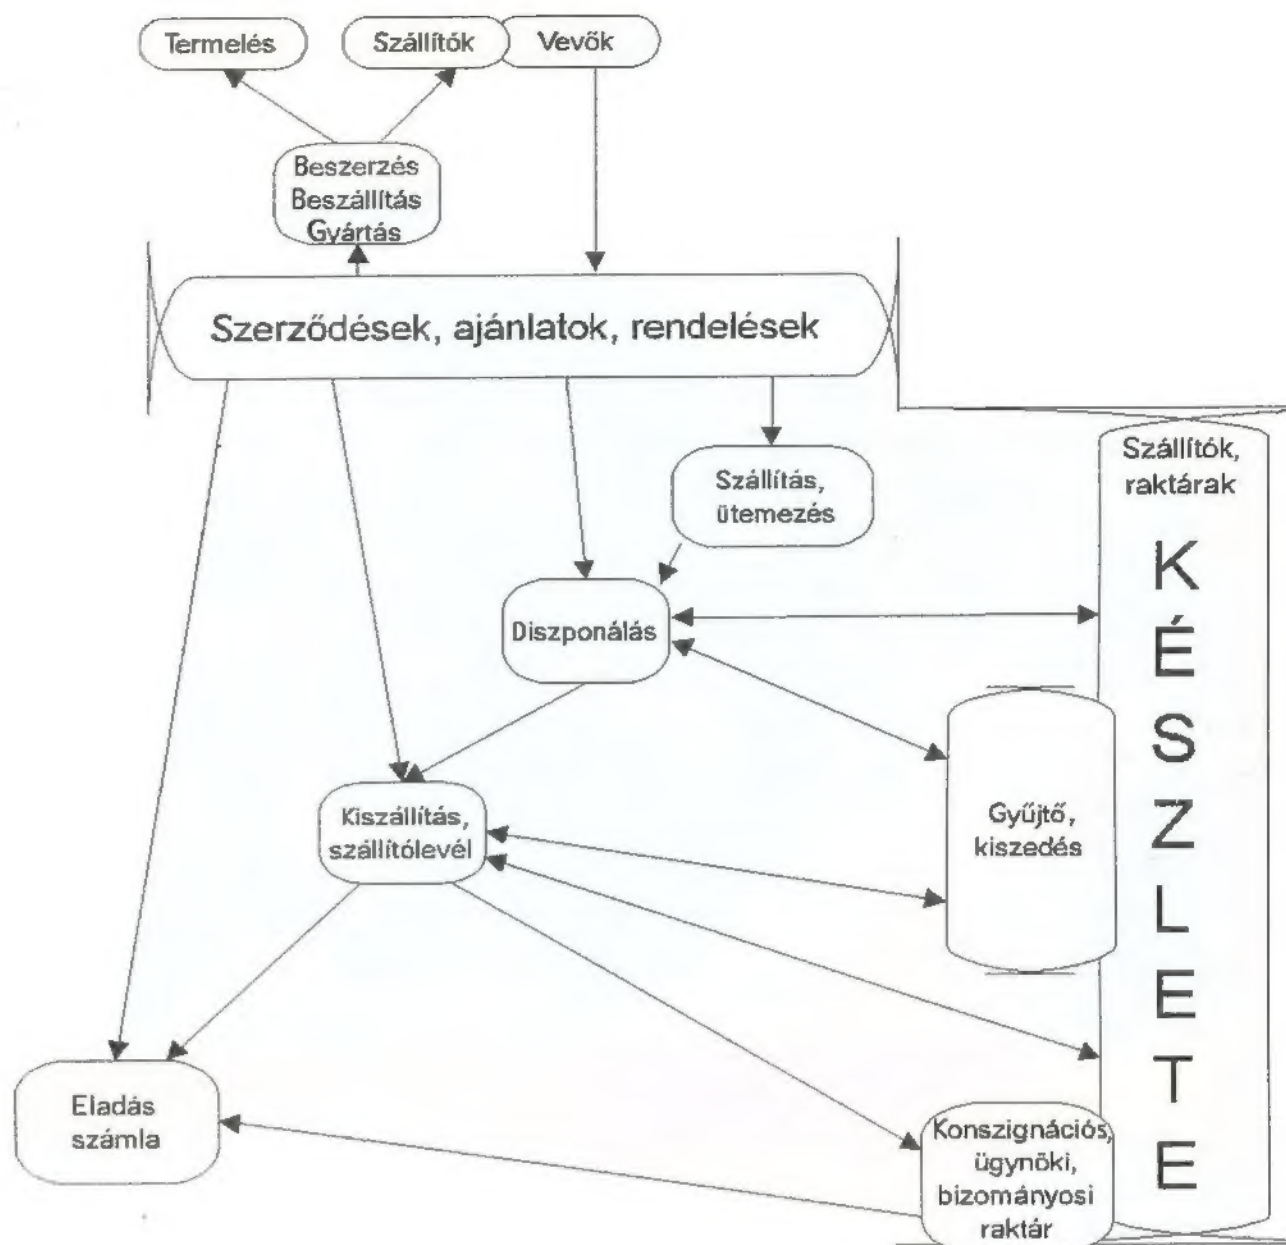 Termelés
Szállítók
Vevők
Beszerzés
Beszállítás
Gyártás
Szerződések, ajánlatok, rendelések
Szállítás,
ütemezés
Szállítók,
raktárak
K
É
S
Z
L
E
T
E
Diszponálás
Gyűjtő,
kiszedés
Kiszállítás,
szállítólevél
Eladás
számla
Konszignációs,
ügynöki,
bizományosi
raktár